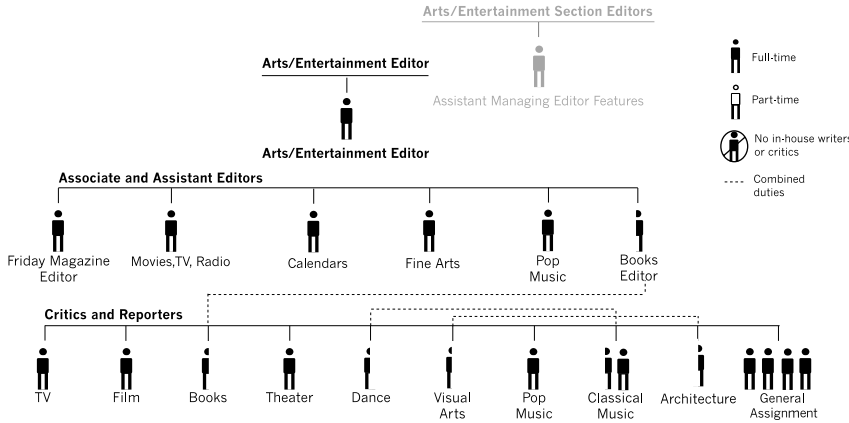 Arts/Entertainment Section Editors
Arts/Entertainment Editor
Full-time
Assistant Managing Editor Features
Part-time
Arts/Entertainment Editor
No in-house writers
or critics
Associate and Assistant Editors
Combined
duties
Friday Magazine
Editor
Movies,TV, Radio
Calendars
Fine Arts
Pop
Music
Books
Editor
Critics and Reporters
TV
Film
Books
Theater
Dance
Visual
Arts
Pop
Music
Classical
Music
Architecture
General
Assignment